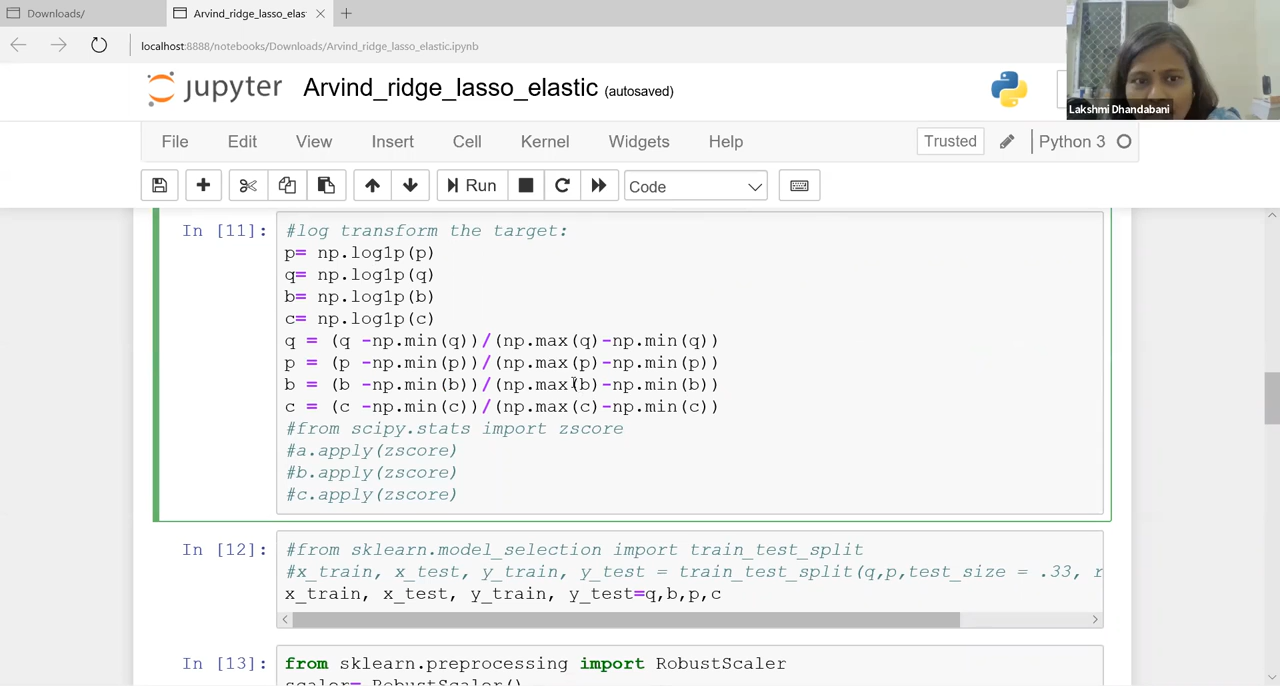 Downloads/
Arvind_ridge_lasso_elast
localhost:8888/notebooks/Downloads/Arvind_ridge_lasso_elastic.ipynb
Lakshmi Dhandabani
jupyter Arvind_ridge_lasso_elastic (autosaved)
File Edit View Insert Cell Kernel Widgets Help Trusted Python 3
Run Code
In [11]: #log transform the target:
p= np.log1p(p)
q= np.log1p(q)
b= np.log1p(b)
c= np.log1p(c)
q = (q -np.min(q))/(np.max(q)-np.min(q))
p = (p -np.min(p))/(np.max(p)-np.min(p))
b = (b -np.min(b))/(np.max(b)-np.min(b))
c = (c -np.min(c))/(np.max(c)-np.min(c))
#from scipy.stats import zscore
#a.apply(zscore)
#b.apply(zscore)
#c.apply(zscore)
In [12]: #from sklearn.model_selection import train_test_split
#x_train, x_test, y_train, y_test = train_test_split(q,p,test_size = .33, r
x_train, x_test, y_train, y_test=q,b,p,c
In [13]: from sklearn.preprocessing import RobustScaler
scaler= RobustScaler()